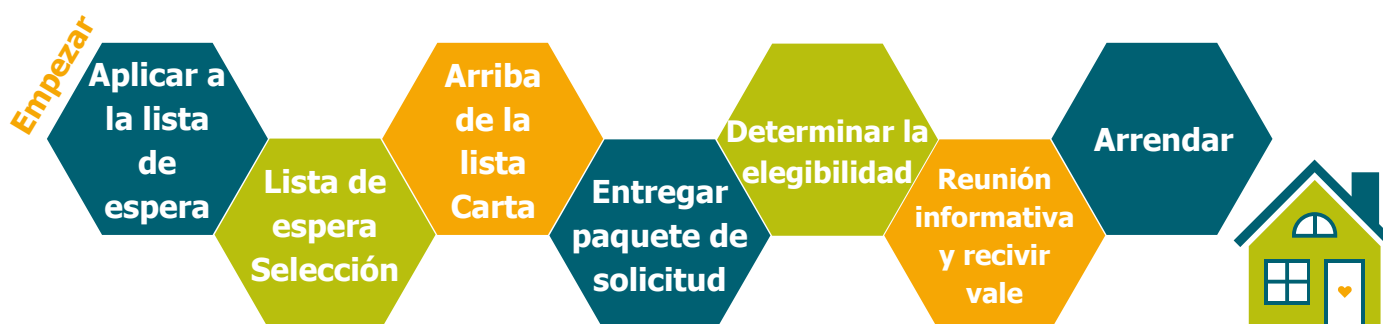 Empezar
Aplicar a
la lista
de
espera
Lista de
espera
Selección
Arriba
de la
lista
Carta
Entregar
paquete de
solicitud
Determinar la
elegibilidad
Reunión
informativa
y recivir
vale
Arrendar